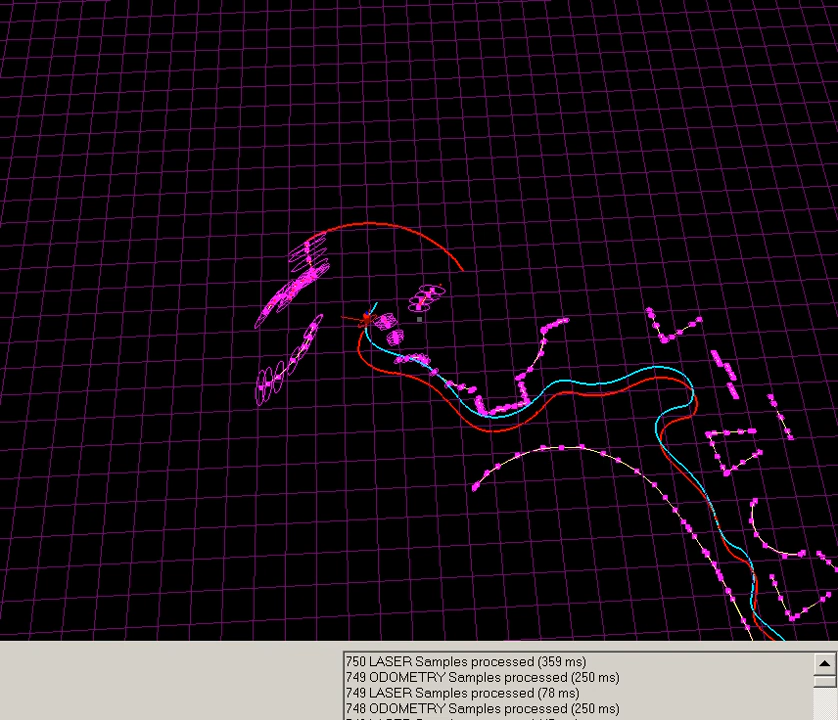 750 LASER Samples processed (359 ms)
749 ODOMETRY Samples processed (250 ms)
749 LASER Samples processed (78 ms)
748 ODOMETRY Samples processed (250 ms)